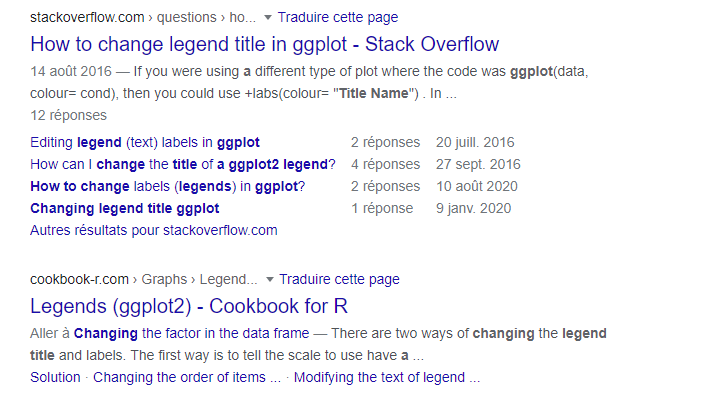 stackoverflow.com › questions › ho... Traduire cette page
How to change legend title in ggplot - Stack Overflow
14 août 2016 — If you were using a different type of plot where the code was ggplot(data,
colour= cond), then you could use +labs(colour= "Title Name") . In ...
12 réponses
Editing legend (text) labels in ggplot 2 réponses 20 juill. 2016
How can I change the title of a ggplot2 legend? 4 réponses 27 sept. 2016
How to change labels (legends) in ggplot? 2 réponses 10 août 2020
Changing legend title ggplot 1 réponse 9 janv. 2020
Autres résultats pour stackoverflow.com
cookbook-r.com › Graphs › Legend... Traduire cette page
Legends (ggplot2) - Cookbook for R
Aller à Changing the factor in the data frame — There are two ways of changing the legend
title and labels. The first way is to tell the scale to use have a ...
Solution · Changing the order of items ... · Modifying the text of legend ...